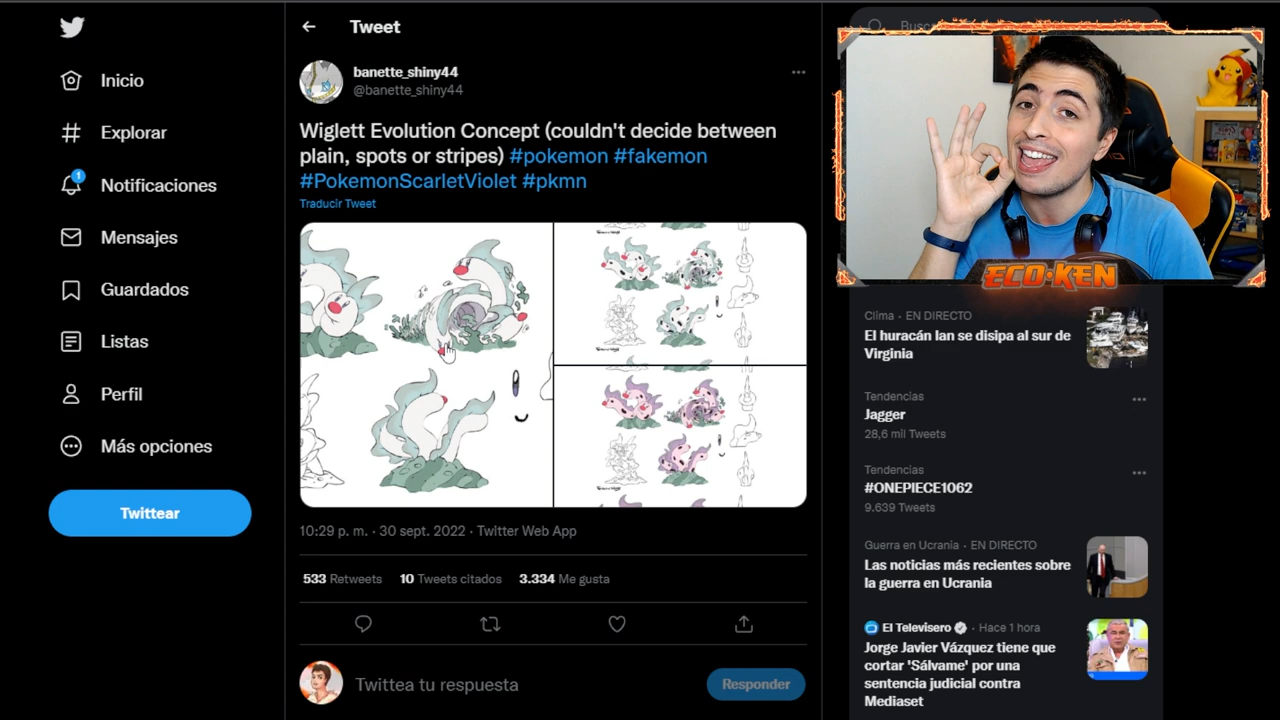 Inicio
Explorar
1
Notificaciones
Mensajes
Guardados
Listas
Perfil
Más opciones
Twittear
Tweet
banette_shiny44
@banette_shiny44
Wiglett Evolution Concept (couldn't decide between
plain, spots or stripes) #pokemon #fakemon
#PokemonScarletViolet #pkmn
Traducir Tweet
10:29 p. m. · 30 sept. 2022 · Twitter Web App
533 Retweets 10 Tweets citados 3.334 Me gusta
Twittea tu respuesta
Responder
Busc
ECO·KEN
Clima · EN DIRECTO
El huracán Ian se disipa al sur de
Virginia
Tendencias
Jagger
28,6 mil Tweets
Tendencias
#ONEPIECE1062
9.639 Tweets
Guerra en Ucrania · EN DIRECTO
Las noticias más recientes sobre
la guerra en Ucrania
El Televisero · Hace 1 hora
Jorge Javier Vázquez tiene que
cortar 'Sálvame' por una
sentencia judicial contra
Mediaset